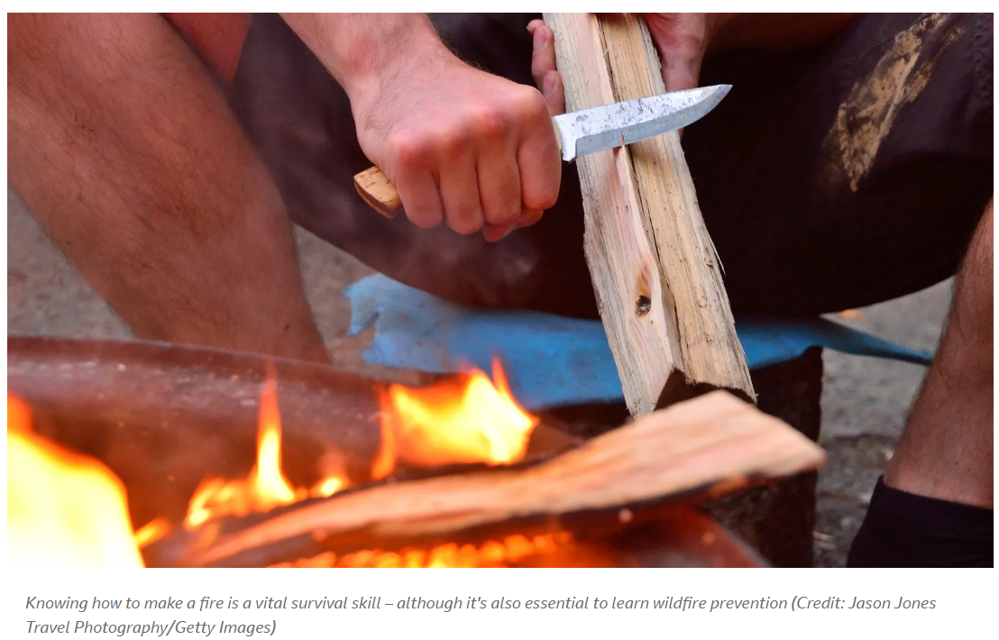 Knowing how to make a fire is a vital survival skill – although it's also essential to learn wildfire prevention (Credit: Jason Jones
Travel Photography/Getty Images)